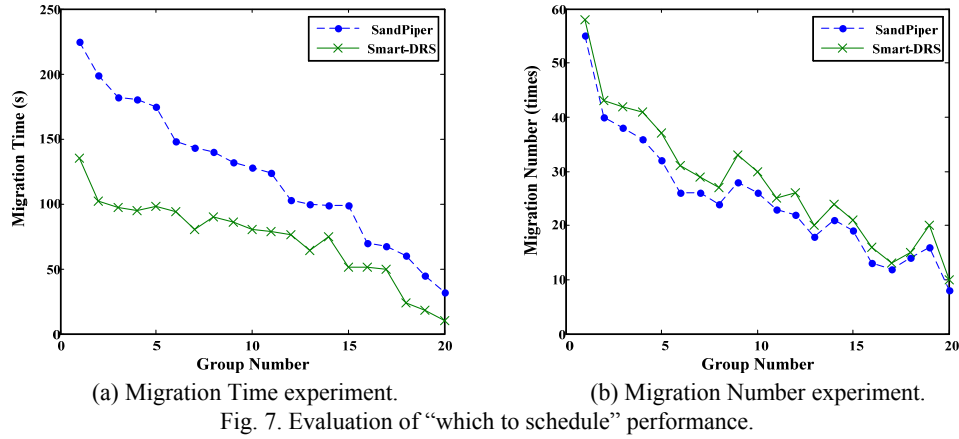 250
200
150
100
50
0
0
5
10
15
20
Migration Time (s)
Group Number
SandPiper
Smart-DRS
60
50
40
30
20
10
0
0
5
10
15
20
Migration Number (times)
Group Number
SandPiper
Smart-DRS
(a) Migration Time experiment.
(b) Migration Number experiment.
Fig. 7. Evaluation of “which to schedule” performance.